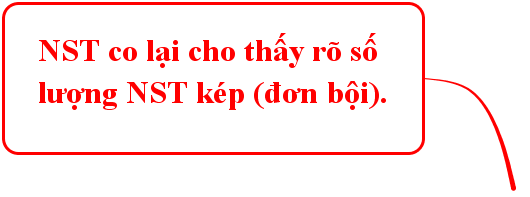 NST co lại cho thấy rõ số
lượng NST kép (đơn bội).